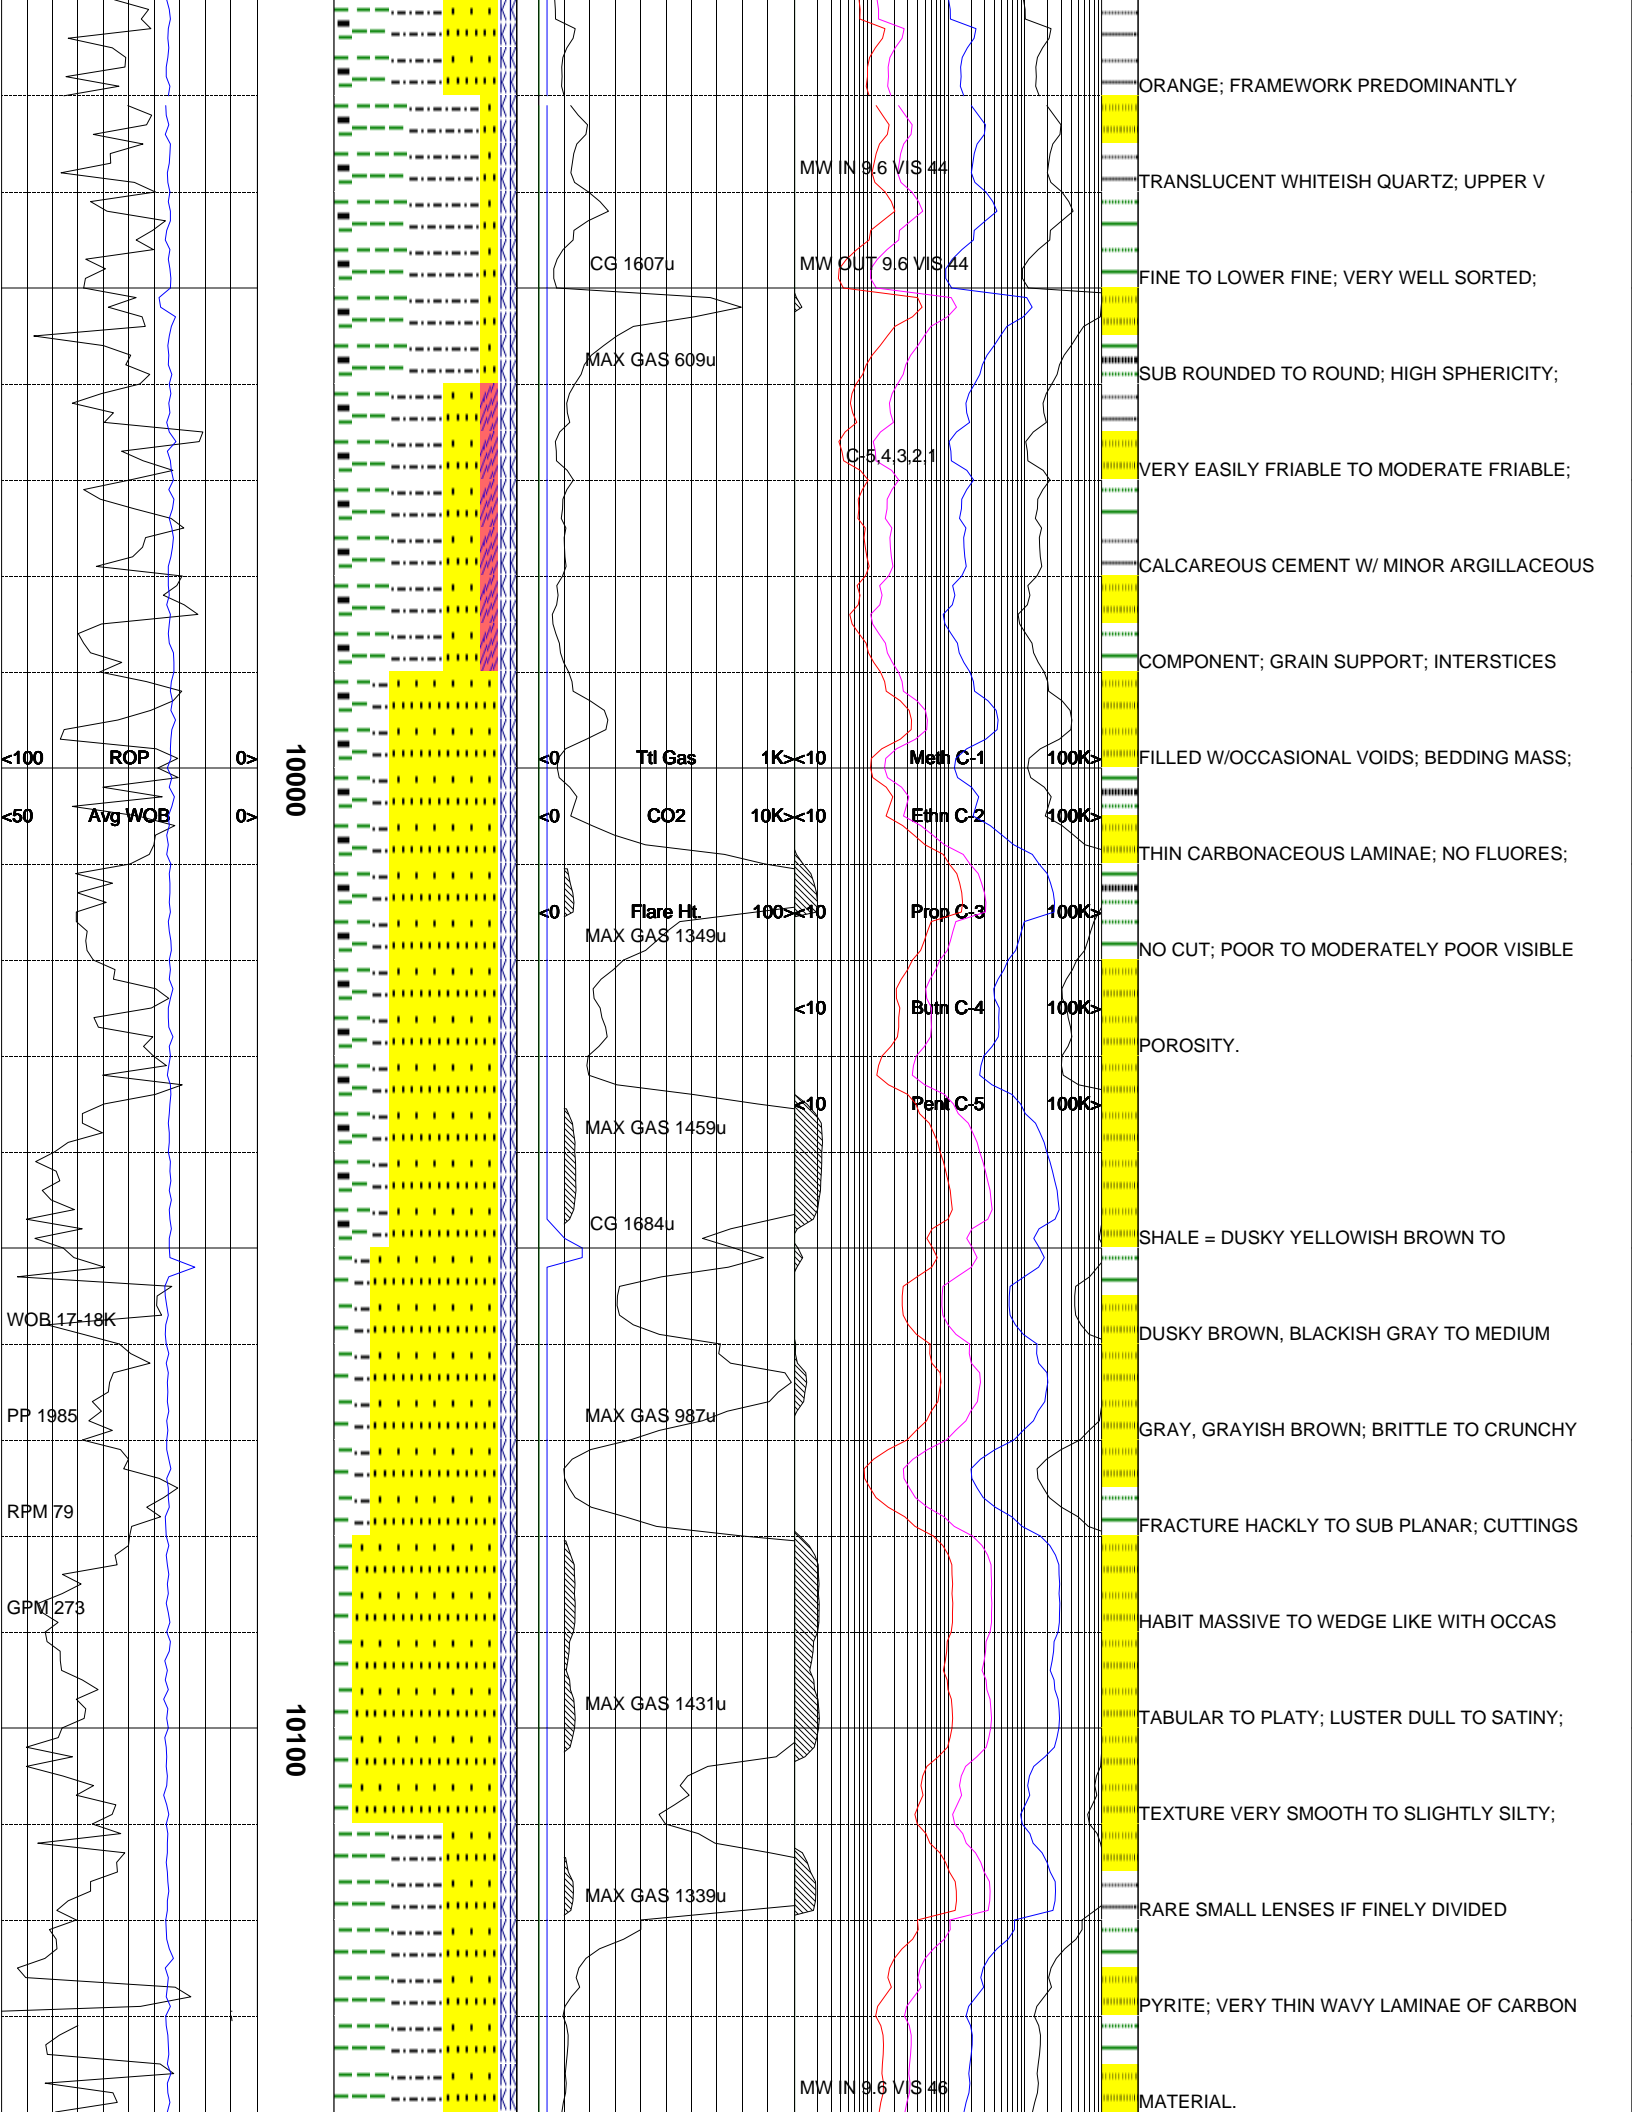 ORANGE; FRAMEWORK PREDOMINANTLY
MW IN 9.6 VIS 44
TRANSLUCENT WHITEISH QUARTZ; UPPER V
CG 1607u
MW OUT 9.6 VIS 44
FINE TO LOWER FINE; VERY WELL SORTED;
MAX GAS 609u
SUB ROUNDED TO ROUND; HIGH SPHERICITY;
C-5,4,3,2,1
VERY EASILY FRIABLE TO MODERATE FRIABLE;
CALCAREOUS CEMENT W/ MINOR ARGILLACEOUS
COMPONENT; GRAIN SUPPORT; INTERSTICES
<100 ROP 0> 10000 <0 Ttl Gas 1K> <10 Meth C-1 100K>
FILLED W/OCCASIONAL VOIDS; BEDDING MASS;
<50 Avg WOB 0> <0 CO2 10K> <10 Ethn C-2 100K>
THIN CARBONACEOUS LAMINAE; NO FLUORES;
<0 Flare Ht. 100> <10 Prop C-3 100K>
MAX GAS 1349u
NO CUT; POOR TO MODERATELY POOR VISIBLE
<10 Butn C-4 100K>
POROSITY.
<10 Pent C-5 100K>
MAX GAS 1459u
CG 1684u
SHALE = DUSKY YELLOWISH BROWN TO
WOB 17-18K
DUSKY BROWN, BLACKISH GRAY TO MEDIUM
PP 1985
MAX GAS 987u
GRAY, GRAYISH BROWN; BRITTLE TO CRUNCHY
RPM 79
FRACTURE HACKLY TO SUB PLANAR; CUTTINGS
GPM 273
HABIT MASSIVE TO WEDGE LIKE WITH OCCAS
10100
MAX GAS 1431u
TABULAR TO PLATY; LUSTER DULL TO SATINY;
TEXTURE VERY SMOOTH TO SLIGHTLY SILTY;
MAX GAS 1339u
RARE SMALL LENSES IF FINELY DIVIDED
PYRITE; VERY THIN WAVY LAMINAE OF CARBON
MW IN 9.6 VIS 46
MATERIAL.